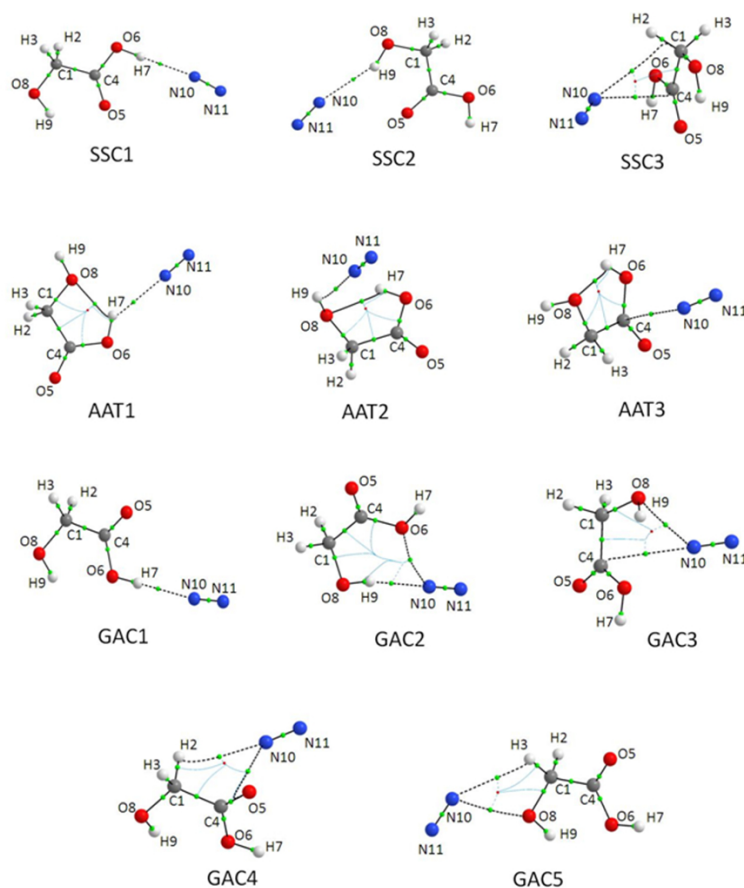 H3 H2 O6
H7
O8 C1 C4 N10
N11
H9 O5
SSC1
O8 H3
H2
C1
H9
C4
N10 O6
N11 O5
H7
SSC2
H2 C1 H3
O6
O8
N10
C4
N11 H7 H9
O5
SSC3
H9
O8 N11
C1 N10
H3 H7
H2
C4 O6
O5
AAT1
N11
N10
H7
H9
O6
O8
H3 C4
C1 O5
H2
AAT2
H7
O6
H9 O8 N10 N11
C4
C1 O5
H2
H3
AAT3
H3 H2 O5
C1 C4
O8
H9 O6 H7
N10 N11
GAC1
O5
H7
C4
H2
O6
H3
C1
O8 H9 N10 N11
GAC2
O8
H3
H2 H9
C1
N10 N11
C4
O5 O6
H7
GAC3
H2 N10 N11
H3
C1 O5
O8 C4
O6
H9 H7
GAC4
O5
H3 H2
C1 C4
N10 O8 O6 H7
H9
N11
GAC5